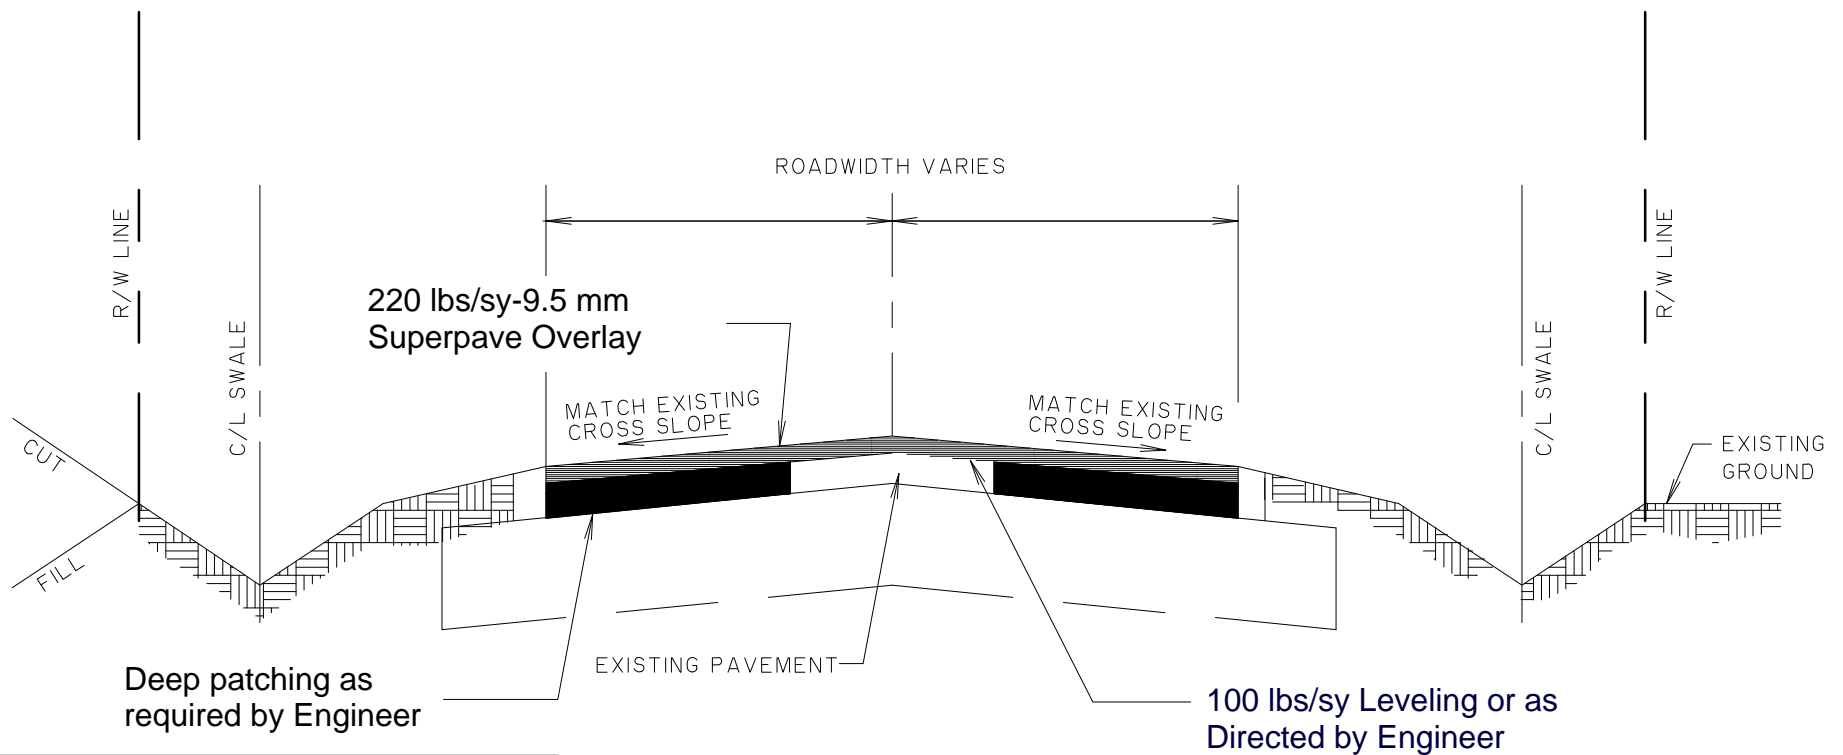 ROADWIDTH VARIES
R/W LINE
R/W LINE
220 lbs/sy-9.5 mm
Superpave Overlay
C/L SWALE
C/L SWALE
MATCH EXISTING
CROSS SLOPE
MATCH EXISTING
CROSS SLOPE
CUT
FILL
EXISTING
GROUND
EXISTING PAVEMENT
Deep patching as
required by Engineer
100 lbs/sy Leveling or as
Directed by Engineer